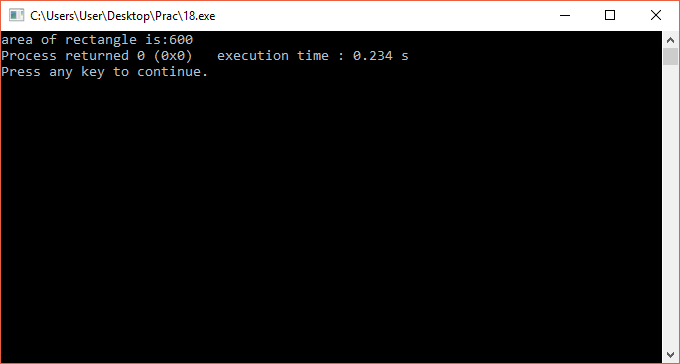 C:\Users\User\Desktop\Prac\18.exe
area of rectangle is:600
Process returned 0 (0x0)   execution time : 0.234 s
Press any key to continue.